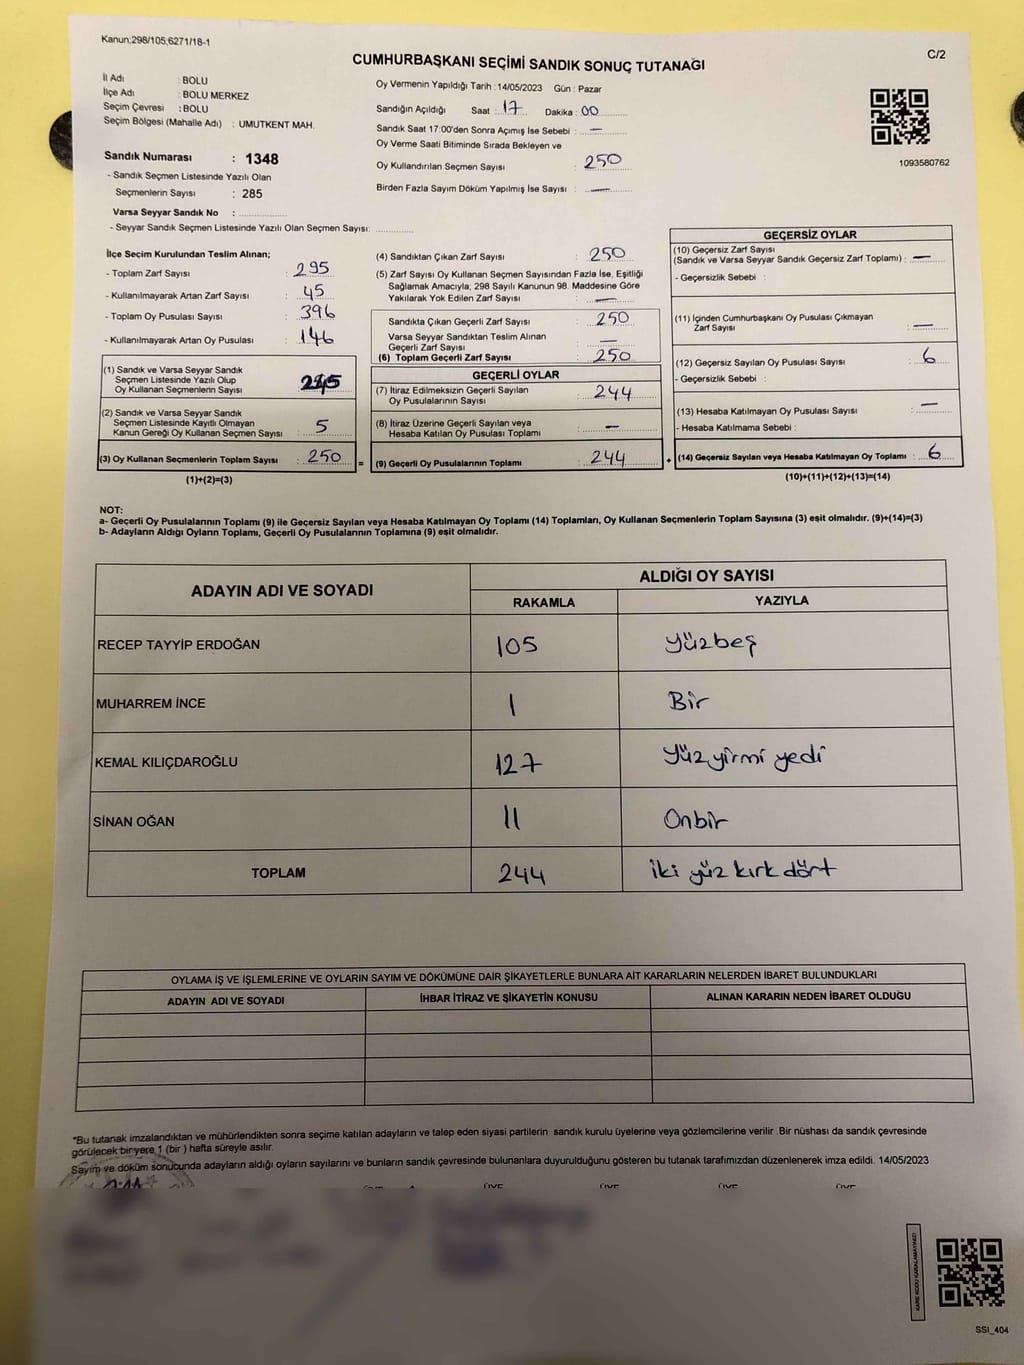 Kanun;298/105,6271/18-1
C/2
CUMHURBAŞKANI SEÇİMİ SANDIK SONUÇ TUTANAĞI
İl Adı : BOLU
İlçe Adı : BOLU MERKEZ
Seçim Çevresi : BOLU
Seçim Bölgesi (Mahalle Adı) : UMUTKENT MAH.
Sandık Numarası : 1348
- Sandık Seçmen Listesinde Yazılı Olan
Seçmenlerin Sayısı : 285
Varsa Seyyar Sandık No :
- Seyyar Sandık Seçmen Listesinde Yazılı Olan Seçmen Sayısı:
Oy Vermenin Yapıldığı Tarih :14/05/2023 Gün : Pazar
Sandığın Açıldığı Saat : 17 Dakika : 00
Sandık Saat 17:00'den Sonra Açımış İse Sebebi : —
Oy Verme Saati Bitiminde Sırada Bekleyen ve
Oy Kullandırılan Seçmen Sayısı : 250
Birden Fazla Sayım Döküm Yapılmış İse Sayısı : —
1093580762
İlçe Seçim Kurulundan Teslim Alınan;
- Toplam Zarf Sayısı : 295
- Kullanılmayarak Artan Zarf Sayısı : 45
- Toplam Oy Pusulası Sayısı : 396
- Kullanılmayarak Artan Oy Pusulası : 146
(1) Sandık ve Varsa Seyyar Sandık
Seçmen Listesinde Yazılı Olup
Oy Kullanan Seçmenlerin Sayısı :
(2) Sandık ve Varsa Seyyar Sandık
Seçmen Listesinde Kayıtlı Olmayan
Kanun Gereği Oy Kullanan Seçmen Sayısı : 5
(3) Oy Kullanan Seçmenlerin Toplam Sayısı : 250 =
(1)+(2)=(3)
(4) Sandıktan Çıkan Zarf Sayısı : 250
(5) Zarf Sayısı Oy Kullanan Seçmen Sayısından Fazla İse, Eşitliği
Sağlamak Amacıyla; 298 Sayılı Kanunun 98. Maddesine Göre
Yakılarak Yok Edilen Zarf Sayısı : —
Sandıkta Çıkan Geçerli Zarf Sayısı : 250
Varsa Seyyar Sandıktan Teslim Alınan
Geçerli Zarf Sayısı : —
(6) Toplam Geçerli Zarf Sayısı : 250
GEÇERLİ OYLAR
(7) İtiraz Edilmeksizin Geçerli Sayılan
Oy Pusulalarının Sayısı : 244
(8) İtiraz Üzerine Geçerli Sayılan veya
Hesaba Katılan Oy Pusulası Toplamı : —
(9) Geçerli Oy Pusulalarının Toplamı : 244 +
GEÇERSİZ OYLAR
(10) Geçersiz Zarf Sayısı
(Sandık ve Varsa Seyyar Sandık Geçersiz Zarf Toplamı) : —
- Geçersizlik Sebebi :
(11) İçinden Cumhurbaşkanı Oy Pusulası Çıkmayan
Zarf Sayısı : —
(12) Geçersiz Sayılan Oy Pusulası Sayısı : 6
- Geçersizlik Sebebi :
(13) Hesaba Katılmayan Oy Pusulası Sayısı : —
- Hesaba Katılmama Sebebi :
(14) Geçersiz Sayılan veya Hesaba Katılmayan Oy Toplamı : 6
(10)+(11)+(12)+(13)=(14)
NOT:
a- Geçerli Oy Pusulalarının Toplamı (9) ile Geçersiz Sayılan veya Hesaba Katılmayan Oy Toplamı (14) Toplamları, Oy Kullanan Seçmenlerin Toplam Sayısına (3) eşit olmalıdır. (9)+(14)=(3)
b- Adayların Aldığı Oyların Toplamı, Geçerli Oy Pusulalarının Toplamına (9) eşit olmalıdır.
ADAYIN ADI VE SOYADI
ALDIĞI OY SAYISI
RAKAMLA YAZIYLA
RECEP TAYYİP ERDOĞAN 105 Yüzbeş
MUHARREM İNCE 1 Bir
KEMAL KILIÇDAROĞLU 127 Yüz yirmi yedi
SİNAN OĞAN 11 Onbir
TOPLAM 244 iki yüz kırk dört
OYLAMA İŞ VE İŞLEMLERİNE VE OYLARIN SAYIM VE DÖKÜMÜNE DAİR ŞİKAYETLERLE BUNLARA AİT KARARLARIN NELERDEN İBARET BULUNDUKLARI
ADAYIN ADI VE SOYADI İHBAR İTİRAZ VE ŞİKAYETİN KONUSU ALINAN KARARIN NEDEN İBARET OLDUĞU
*Bu tutanak imzalandıktan ve mühürlendikten sonra seçime katılan adayların ve talep eden siyasi partilerin sandık kurulu üyelerine veya gözlemcilerine verilir .Bir nüshası da sandık çevresinde
görülecek bir yere 1 (bir ) hafta süreyle asılır.
Sayım ve döküm sonucunda adayların aldığı oyların sayılarını ve bunların sandık çevresinde bulunanlara duyurulduğunu gösteren bu tutanak tarafımızdan düzenlenerek imza edildi. 14/05/2023
KARE KODU KARALAMAYINIZ!
SSI_404